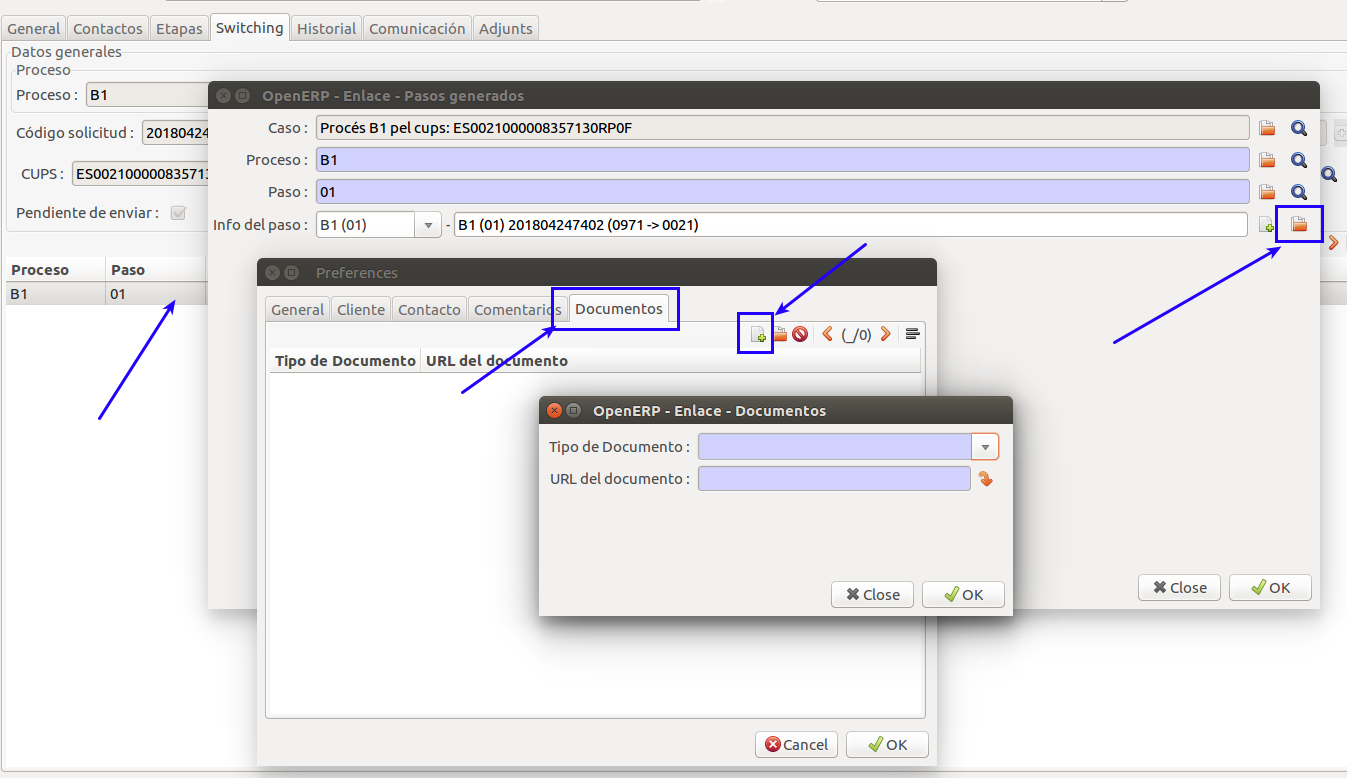 General Contactos Etapas Switching Historial Comunicación Adjunts
Datos generales
Proceso
Proceso : B1
Código solicitud : 201804247
CUPS : ES002100000835713
Pendiente de enviar :
Proceso Paso
B1 01
OpenERP - Enlace - Pasos generados
Caso : Procés B1 pel cups: ES0021000008357130RP0F
Proceso : B1
Paso : 01
Info del paso : B1 (01) - B1 (01) 201804247402 (0971 -> 0021)
Close OK
Preferences
General Cliente Contacto Comentarios Documentos
(_/0)
Tipo de Documento URL del documento
Cancel OK
OpenERP - Enlace - Documentos
Tipo de Documento :
URL del documento :
Close OK